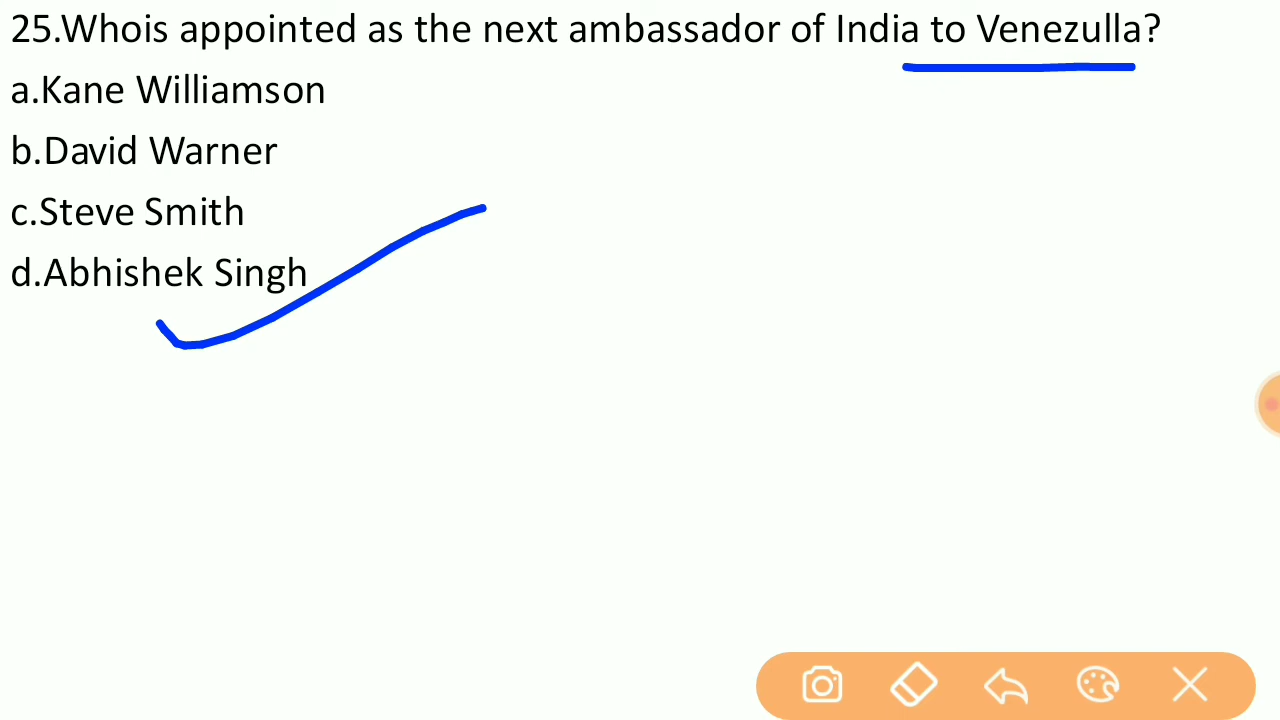 25.Whois appointed as the next ambassador of India to Venezulla?
a.Kane Williamson
b.David Warner
c.Steve Smith
d.Abhishek Singh